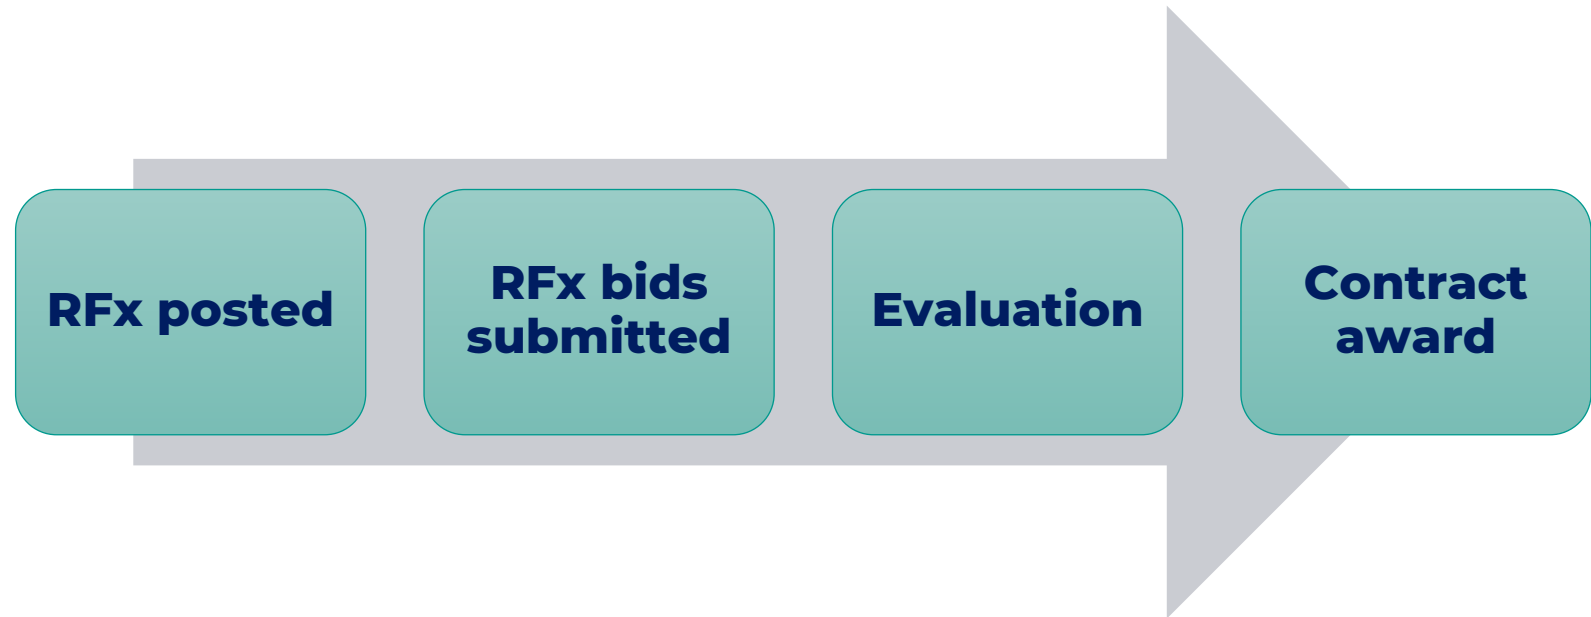 RFx posted
RFx bids
submitted
Evaluation
Contract
award